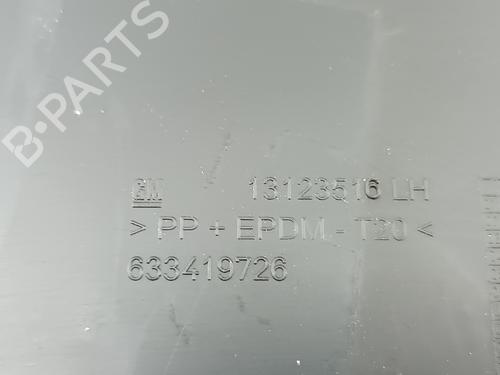 B-PARTS
GM 13123516 LH
> PP + EPDM - T20 <
633419726